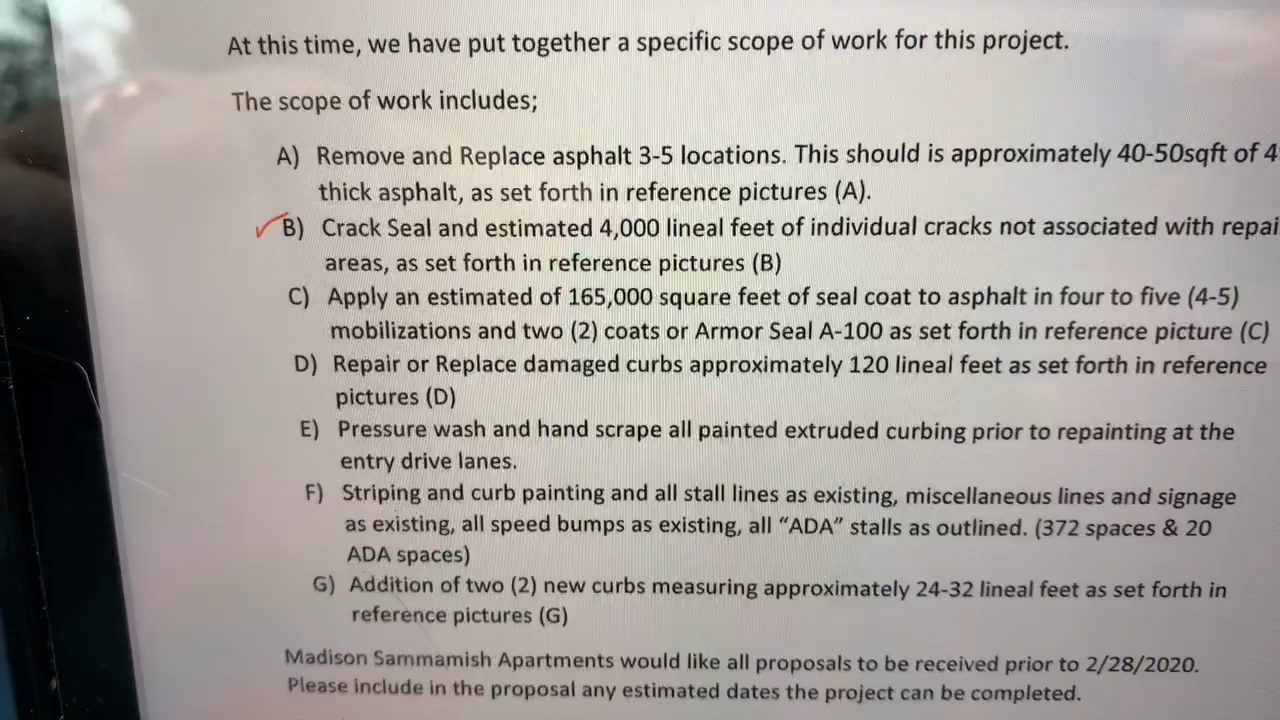 At this time, we have put together a specific scope of work for this project.
The scope of work includes;
A) Remove and Replace asphalt 3-5 locations. This should is approximately 40-50sqft of 4
thick asphalt, as set forth in reference pictures (A).
B) Crack Seal and estimated 4,000 lineal feet of individual cracks not associated with repai
areas, as set forth in reference pictures (B)
C) Apply an estimated of 165,000 square feet of seal coat to asphalt in four to five (4-5)
mobilizations and two (2) coats or Armor Seal A-100 as set forth in reference picture (C)
D) Repair or Replace damaged curbs approximately 120 lineal feet as set forth in reference
pictures (D)
E) Pressure wash and hand scrape all painted extruded curbing prior to repainting at the
entry drive lanes.
F) Striping and curb painting and all stall lines as existing, miscellaneous lines and signage
as existing, all speed bumps as existing, all “ADA” stalls as outlined. (372 spaces & 20
ADA spaces)
G) Addition of two (2) new curbs measuring approximately 24-32 lineal feet as set forth in
reference pictures (G)
Madison Sammamish Apartments would like all proposals to be received prior to 2/28/2020.
Please include in the proposal any estimated dates the project can be completed.